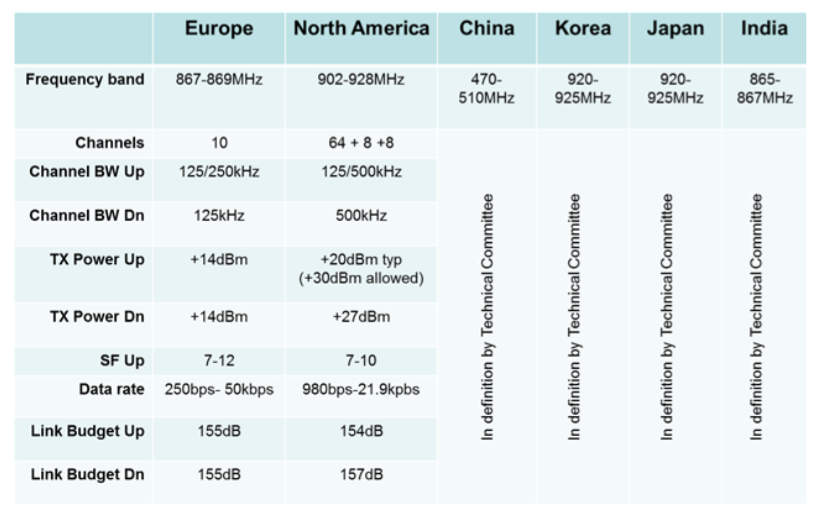 Europe North America China Korea Japan India
Frequency band 867-869MHz 902-928MHz 470- 920- 920- 865-
510MHz 925MHz 925MHz 867MHz
Channels 10 64 + 8 +8
Channel BW Up 125/250kHz 125/500kHz
Channel BW Dn 125kHz 500kHz
TX Power Up +14dBm +20dBm typ
(+30dBm allowed)
TX Power Dn +14dBm +27dBm
SF Up 7-12 7-10
Data rate 250bps- 50kbps 980bps-21.9kpbs
Link Budget Up 155dB 154dB
Link Budget Dn 155dB 157dB
In definition by Technical Committee
In definition by Technical Committee
In definition by Technical Committee
In definition by Technical Committee